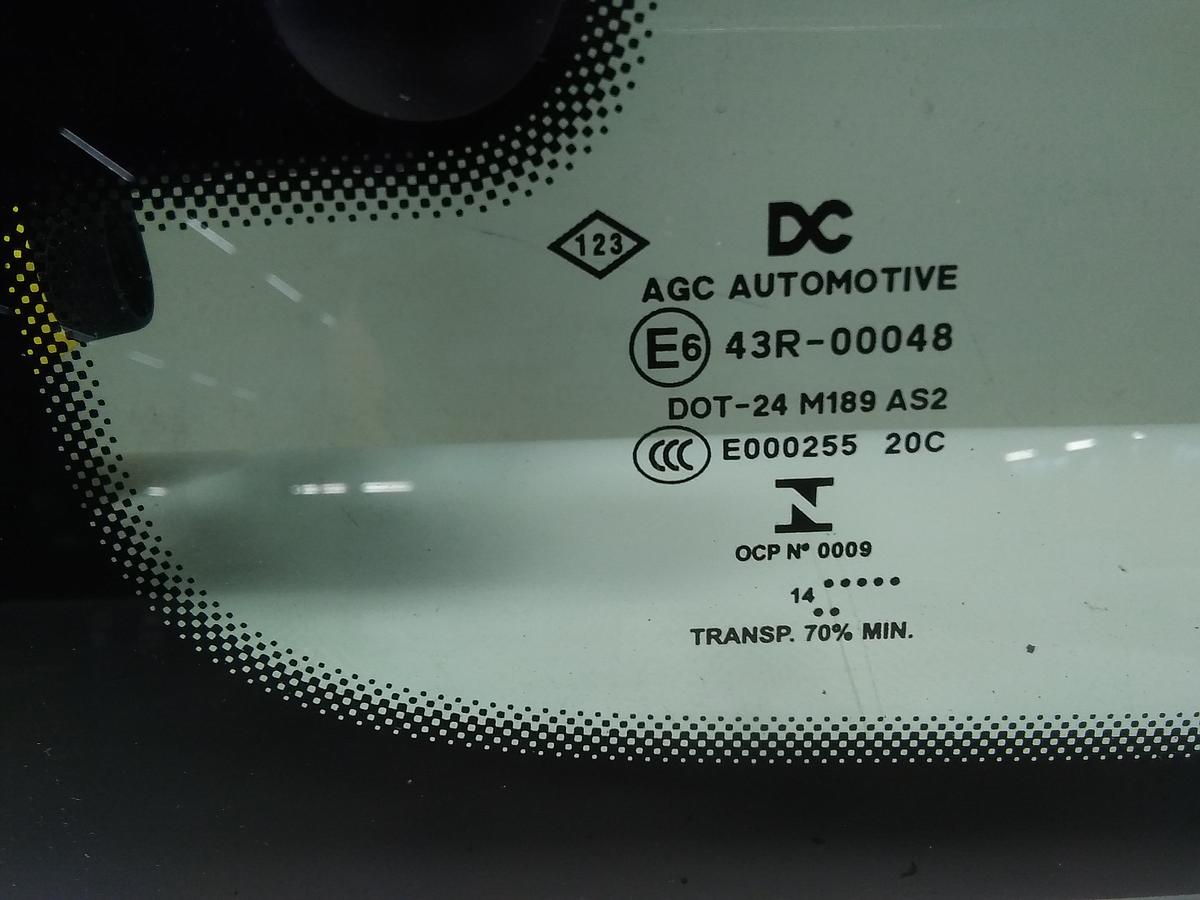 123
DC
AGC AUTOMOTIVE
E6 43R-00048
DOT-24 M189 AS2
CCC E000255 20C
OCP Nº 0009
14
TRANSP. 70% MIN.